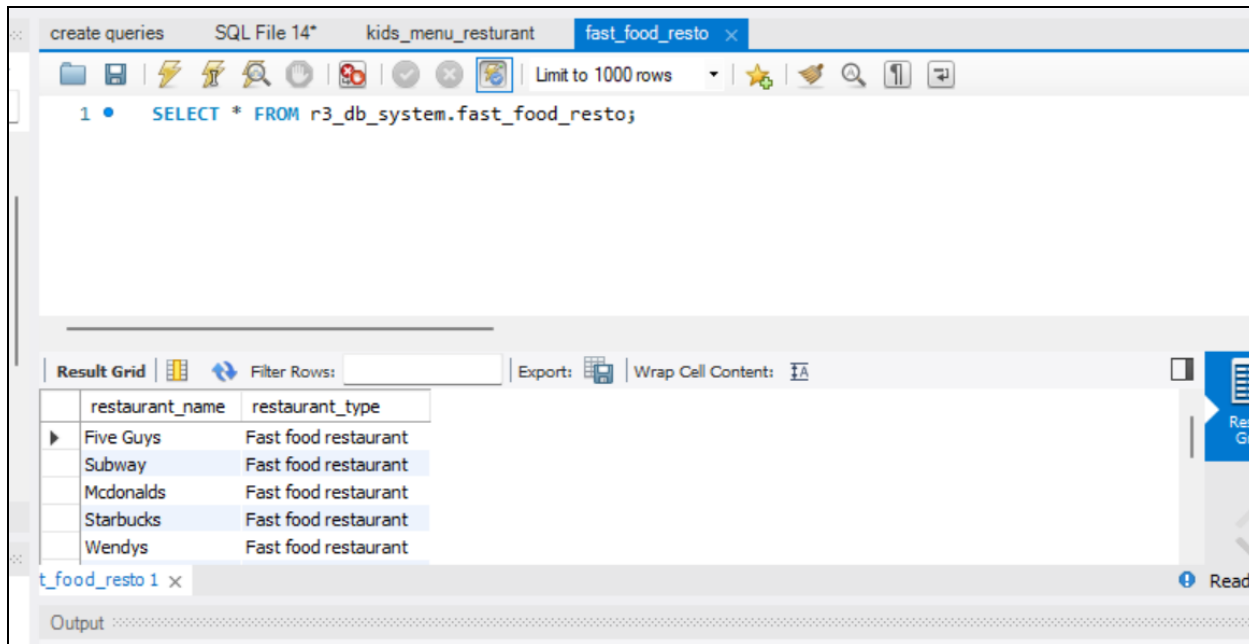 create queries SQL File 14* kids_menu_resturant fast_food_resto
Limit to 1000 rows
1 SELECT * FROM r3_db_system.fast_food_resto;
Result Grid Filter Rows: Export: Wrap Cell Content:
restaurant_name restaurant_type
Five Guys Fast food restaurant
Subway Fast food restaurant
Mcdonalds Fast food restaurant
Starbucks Fast food restaurant
Wendys Fast food restaurant
t_food_resto 1 Read
Output